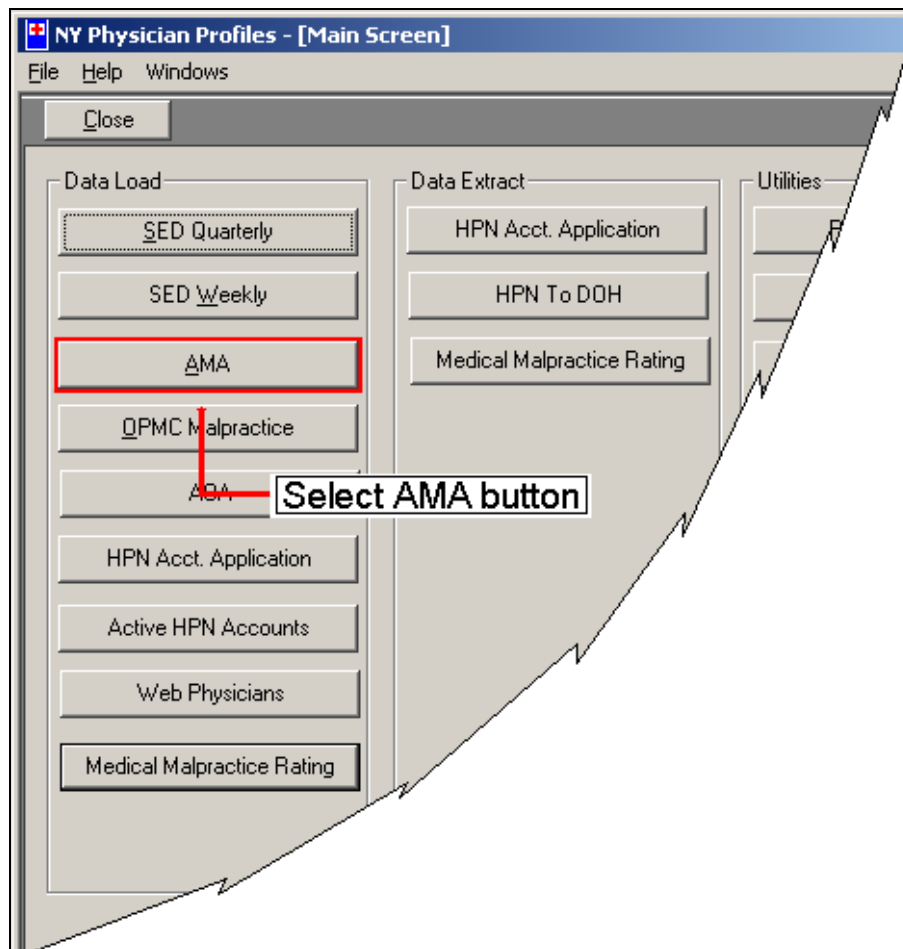 NY Physician Profiles - [Main Screen]
File Help Windows
Close
Data Load
SED Quarterly
SED Weekly
AMA
OPMC Malpractice
AOA
HPN Acct. Application
Active HPN Accounts
Web Physicians
Medical Malpractice Rating
Data Extract
HPN Acct. Application
HPN To DOH
Medical Malpractice Rating
Utilities
Select AMA button